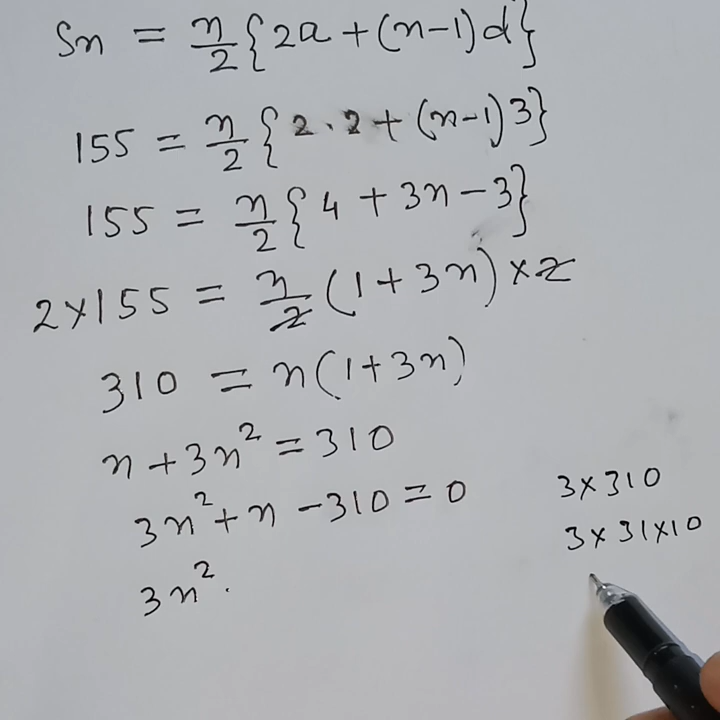 Sn = n/2 {2a + (n-1)d}
155 = n/2 {2.2 + (n-1)3}
155 = n/2 {4 + 3n - 3}
2×155 = n/2 (1+3n) × 2
310 = n(1+3n)
n + 3n² = 310
3n² + n - 310 = 0
3n².
3×310
3×31×10